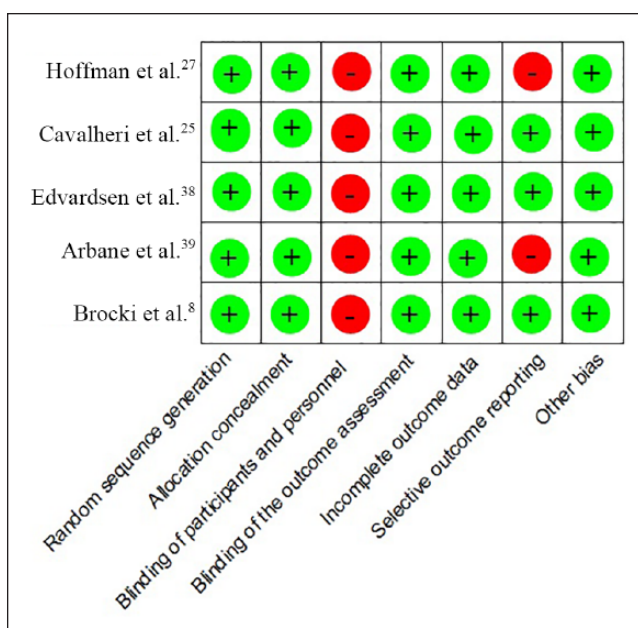 Hoffman et al.27 + + - + + - +
Cavalheri et al.25 + + - + + + +
Edvardsen et al.38 + + - + + + +
Arbane et al.39 + + - + + - +
Brocki et al.8 + + - + + + +
Random sequence generation
Allocation concealment
Blinding of participants and personnel
Blinding of the outcome assessment
Incomplete outcome data
Selective outcome reporting
Other bias